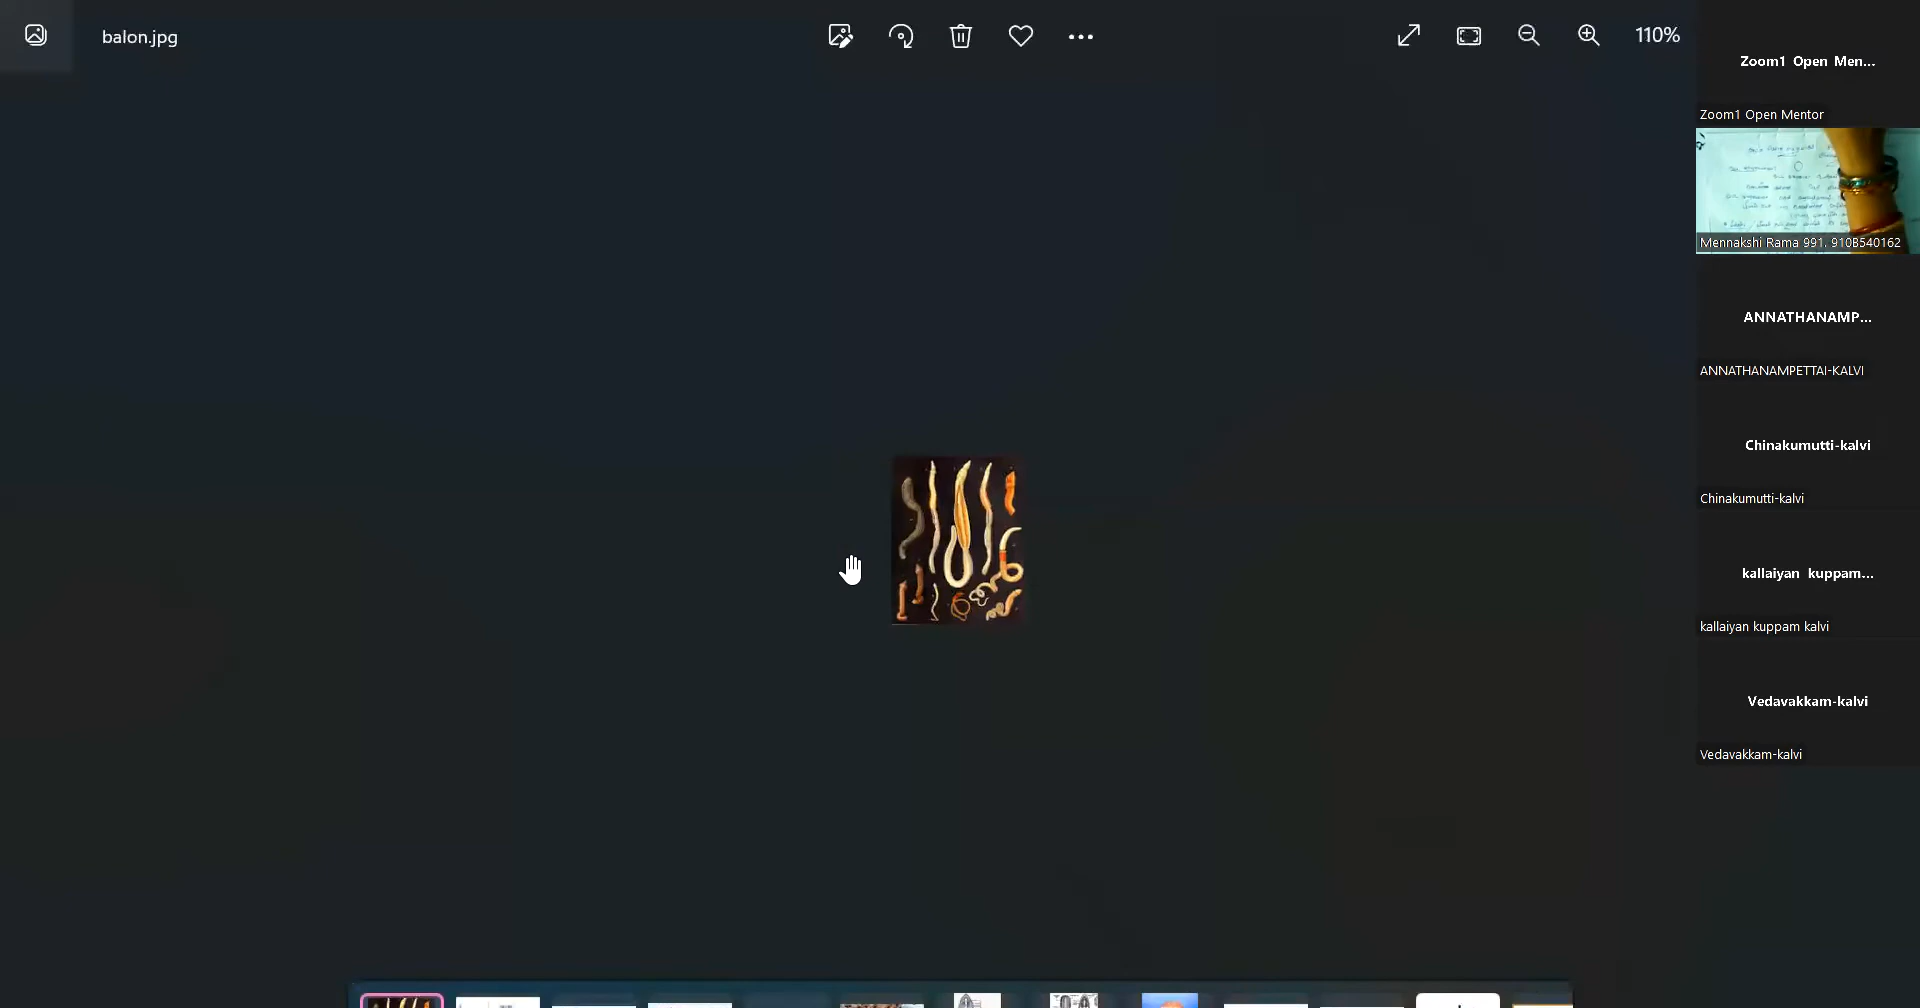 balon.jpg
110%
Zoom1 Open Men...
Zoom1 Open Mentor
Mennakshi Rama 991. 910B540162
ANNATHANAMP...
ANNATHANAMPETTAI-KALVI
Chinakumutti-kalvi
Chinakumutti-kalvi
kallaiyan kuppam...
kallaiyan kuppam kalvi
Vedavakkam-kalvi
Vedavakkam-kalvi